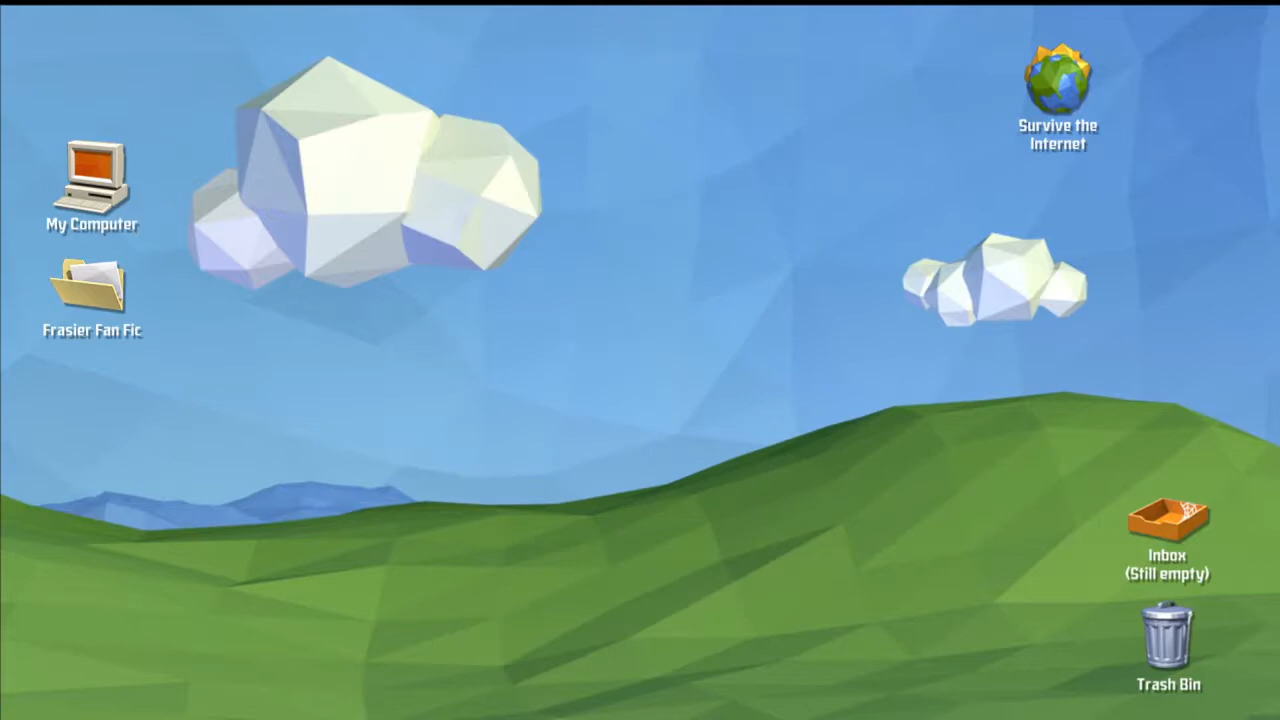 Survive the
Internet
My Computer
Frasier Fan Fic
Inbox
(Still empty)
Trash Bin